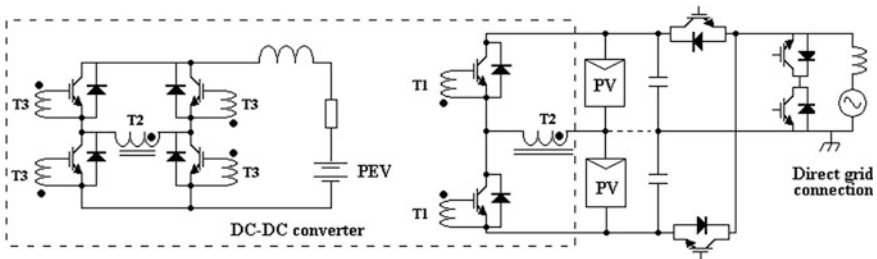 T3
T3
T2
T3
T3
PEV
DC-DC converter
T1
T2
T1
PV
PV
Direct grid
connection